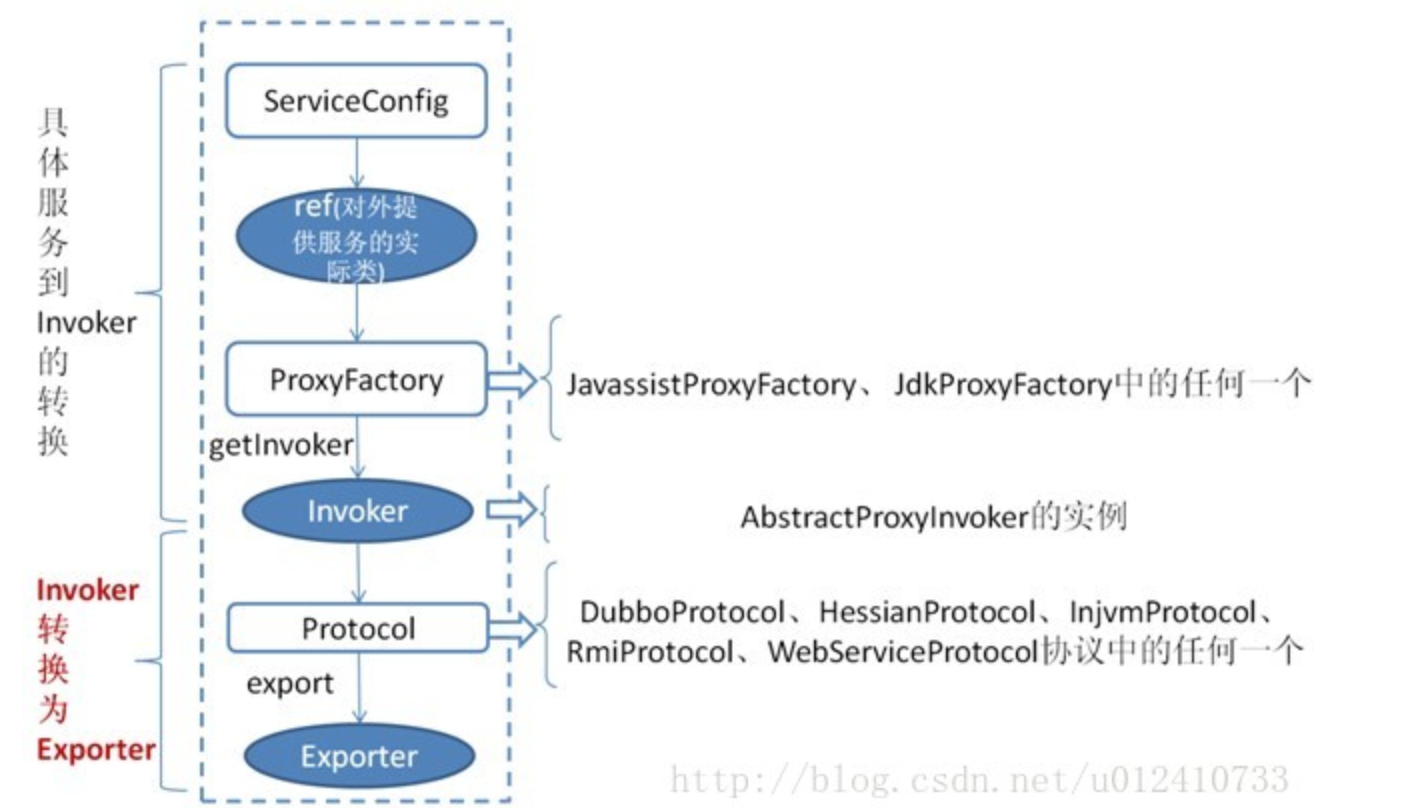 具
体
服
务
到
Invoker
的
转
换
ServiceConfig
ref(对外提
供服务的实
际类)
ProxyFactory
JavassistProxyFactory、JdkProxyFactory中的任何一个
getInvoker
Invoker
AbstractProxyInvoker的实例
Invoker
转
换
为
Exporter
Protocol
DubboProtocol、HessianProtocol、InjvmProtocol、
RmiProtocol、WebServiceProtocol协议中的任何一个
export
Exporter
http://blog.csdn.net/u012410733